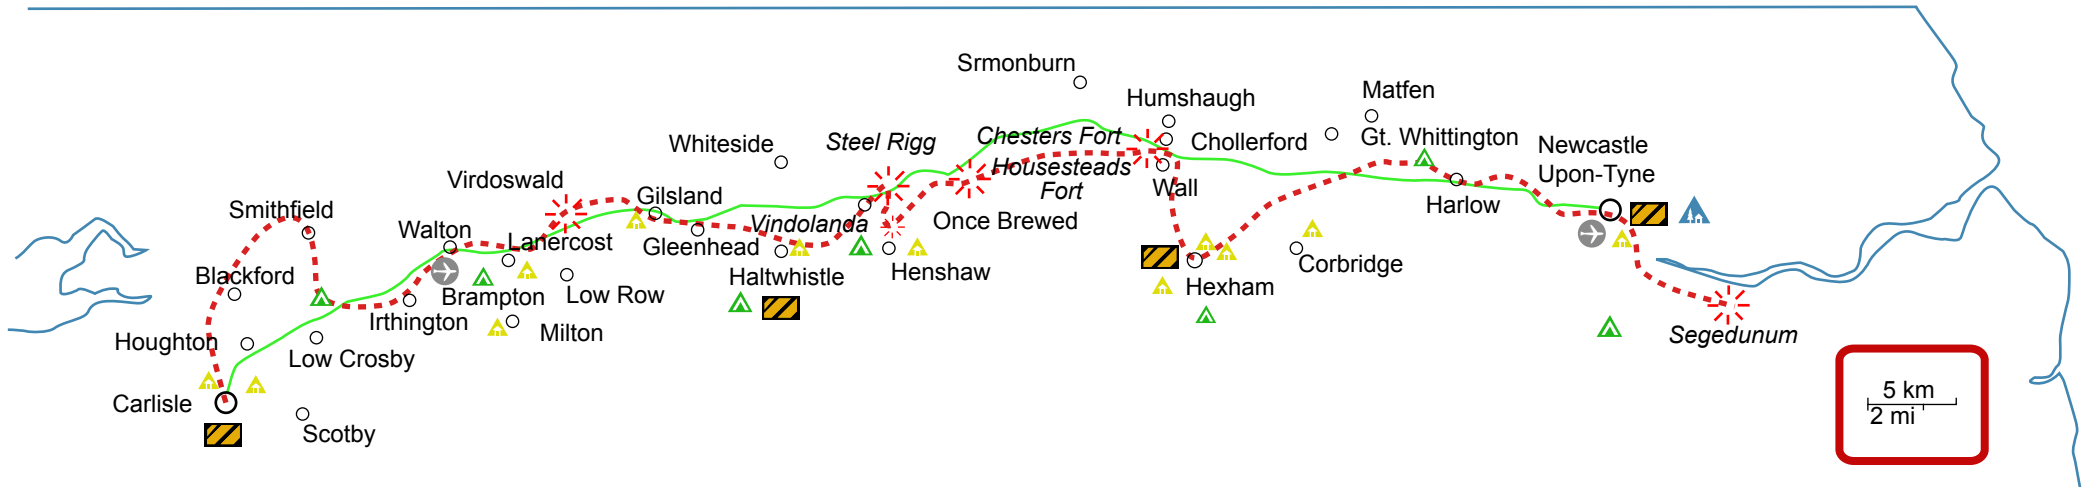 Srmonburn
Humshaugh
Matfen
Whiteside
Steel Rigg
Chesters Fort
Chollerford
Gt. Whittington
Newcastle
Upon-Tyne
Virdoswald
Gilsland
Housesteads
Fort
Wall
Harlow
Smithfield
Walton
Lanercost
Gleenhead
Vindolanda
Once Brewed
Blackford
Irthington
Brampton
Low Row
Haltwhistle
Henshaw
Hexham
Corbridge
Houghton
Low Crosby
Milton
Segedunum
Carlisle
Scotby
5 km
2 mi